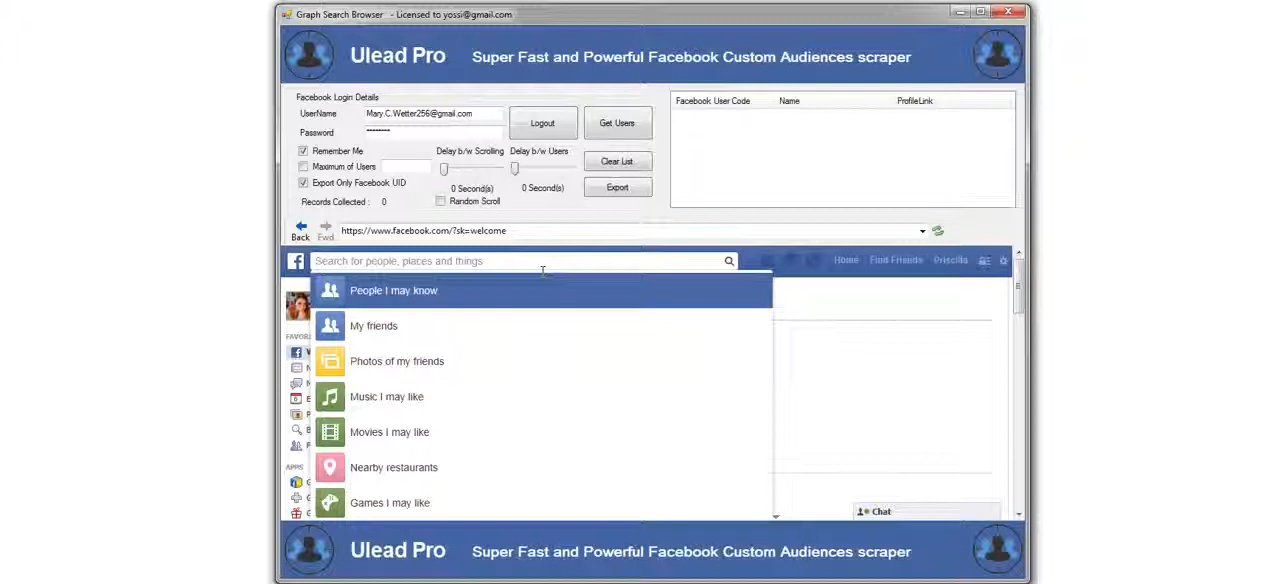 Graph Search Browser - Licensed to yossi@gmail.com
Ulead Pro Super Fast and Powerful Facebook Custom Audiences scraper
Facebook Login Details
UserName Mary.C.Wetter256@gmail.com
Password --------
Logout
Get Users
Remember Me
Delay b/w Scrolling Delay b/w Users
Maximum of Users
Clear List
Export Only Facebook UID
0 Second(s) 0 Second(s)
Export
Records Collected : 0
Random Scroll
Facebook User Code Name ProfileLink
Back Fwd https://www.facebook.com/?sk=welcome
Search for people, places and things
Home Find Friends Priscilla
People I may know
My friends
FAVOR
Photos of my friends
Music I may like
Movies I may like
Nearby restaurants
APPS
Games I may like
Chat
Ulead Pro Super Fast and Powerful Facebook Custom Audiences scraper